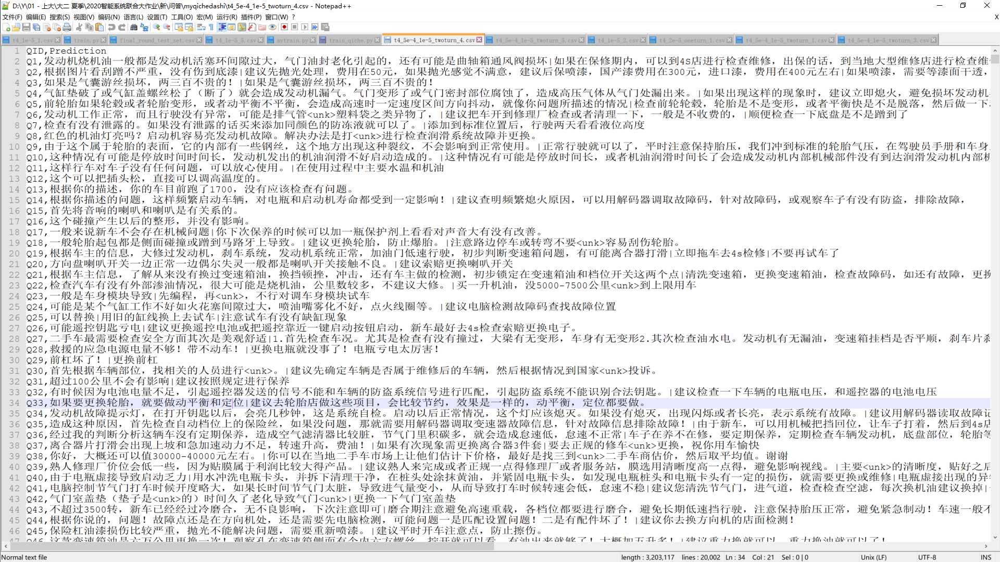 D:\Y\01 - 上大\大二 夏季\2020智能系统联合大作业\新\问答\myqichedashi\t4_5e-4_1e-5_twoturn_4.csv - Notepad++
文件(F) 编辑(E) 搜索(S) 视图(V) 编码(N) 语言(L) 设置(T) 工具(O) 宏(M) 运行(R) 插件(P) 窗口(W) ? X
t4_1e-5_1.csv train.py final_round_test_set.csv t4_1e-5_5.csv mytrain.py train_qiche.py t4_5e-4_1e-5_twoturn_4.csv t4_5e-4_1e-5_twoturn_5.csv t4_1e-5_2.csv t4_2e-5_oneturn_1.csv t4_5e-4_1e-5_twoturn_1.csv t4_5e-4_1e-5_twoturn_3.csv
1 QID,Prediction
2 Q1,发动机烧机油一般都是发动机活塞环间隙过大，气门油封老化引起的，还有可能是曲轴箱通风阀损坏|如果在保修期内，可以到4S店进行检查维修，出保的话，到当地大型维修店进行检查维
3 Q2,根据图片看刮蹭不严重，没有伤到底漆|建议先抛光处理，费用在50元，如果抛光感觉不满意，建议后保喷漆，国产漆费用在300元，进口漆，费用在400元左右|如果喷漆，需要等漆面干透，
4 Q3,如果是气囊游丝损坏，两三百不贵的！|如果是气囊游丝损坏，两三百不贵的！
5 Q4,气缸垫破了或气缸盖螺丝松了（断了）就会造成发动机漏气。气门变形了或气门密封部位腐蚀了，造成高压气体从气门处漏出来。|如果出现这样的现象时，建议立即熄火，避免损坏发动机
6 Q5,前轮胎如果轮毂或者轮胎变形，或者动平衡不平衡，会造成高速时一定速度区间方向抖动，就像你问题所描述的情况|检查前轮轮毂，轮胎是不是变形，或者平衡快是不是脱落，然后做一下
7 Q6,发动机工作正常，而且行驶没有异常，可能是排气管<unk>塑料袋之类异物了，|建议把车开到修理厂检查或者清理一下，一般是不收费的，|顺便检查一下底盘是不是蹭到了
8 Q7,检查有没有泄露的。如果没有泄露的话买来添加同颜色的防冻液就可以了。|添加到标准位置后，行驶两天看看液位高度
9 Q8,红色的机油灯亮吗？启动机容易亮发动机故障。解决办法是打<unk>进行检查润滑系统故障并更换。
10 Q9,由于这个属于轮胎的表面，它的内部有一些钢丝，这个地方出现这种裂纹，不会影响到正常使用。|正常行驶就可以了，平时注意保持胎压，我们冲到标准的轮胎气压，在驾驶员手册和车身
11 Q10,这种情况有可能是停放时间时间长，发动机发出的机油润滑不好启动造成的。|这种情况有可能是停放时间长，或者机油润滑时间长了会造成发动机内部机械部件没有到达润滑发动机内部机
12 Q11,这样行车对车子没有任何问题，可以放心使用。|在使用过程中主要水温和机油
13 Q12,这个可以把插头松，直接可以调高温度的。
14 Q13,根据你的描述，你的车目前跑了1700，没有应该检查有问题。
15 Q14,根据你描述的问题，这样频繁启动车辆，对电瓶和启动机寿命都受到一定影响！|建议查明频繁熄火原因，可以用解码器调取故障码，针对故障码，或观察车子有没有防盗，排除故障，
16 Q15,首先将音响的喇叭和喇叭是有关系的。
17 Q16,这个碰撞产生以后的整形，并没有影响。
18 Q17,一般来说新车不会存在机械问题|你下次保养的时候可以加一瓶保护剂上看看对声音大有没有改善。
19 Q18,一般轮胎起包都是侧面碰撞或蹭到马路牙上导致。|建议更换轮胎，防止爆胎。|注意路边停车或转弯不要<unk>容易刮伤轮胎。
20 Q19,根据车主的信息，大修过发动机，刹车系统，发动机系统正常，加油门低速行驶，初步判断变速箱问题，有可能离合器打滑|立即拖车去4s检修|不要再试车了
21 Q20,方向盘喇叭开关一边正常一边偶尔失灵一般都是喇叭开关接触不良。|建议索赔更换喇叭开关
22 Q21,根据车主信息，了解从来没有换过变速箱油，换挡顿挫，冲击，还有车主做的检测，初步锁定在变速箱油和档位开关这两个点|清洗变速箱，更换变速箱油，检查故障码，如还有故障，更换
23 Q22,检查汽车有没有外部渗油情况，很大可能是烧机油，公里数较多，不建议大修。|买一升机油，没5000-7500公里<unk>到上限用车
24 Q23,一般是车身模块导致|先编程，再<unk>，不行对调车身模块试车
25 Q24,可能是某个气缸工作不好如火花塞间隙过大，喷油嘴雾化不好，点火线圈等。|建议电脑检测故障码查找故障位置
26 Q25,可以替换|用旧的缸线换上去试车|注意试车有没有缺缸现象
27 Q26,可能遥控钥匙亏电|建议更换遥控电池或把遥控靠近一键启动按钮启动，新车最好去4s检查索赔更换电子。
28 Q27,二手车最需要检查安全方面其次是美观舒适|1.首先检查车况。尤其是检查有没有撞过，大梁有无变形，车身有无变形2.其次检查油水电。发动机有无漏油，变速箱挂档是否平顺，刹车片
29 Q28,救援的应急电源电量不够！带不动车！|更换电瓶就没事了！电瓶亏电太厉害！
30 Q29,前杠坏了！|更换前杠
31 Q30,首先根据车辆部位，找相关的人员进行<unk>。|建议先确定车辆是否属于维修后的车辆，然后根据情况到国家<unk>投诉。
32 Q31,超过100公里不会有影响|建议按照规定进行保养
33 Q32,有时候因为电池电量不足，引起遥控器发送的信号不能和车辆的防盗系统信号进行匹配，引起防盗系统不能识别合法钥匙。|建议检查一下车辆的电瓶电压，和遥控器的电池电压
34 Q33,如果要更换轮胎，就要做动平衡和定位|建议去轮胎店做这些项目，会比较节约，效果是一样的，动平衡，定位都要做。
35 Q34,发动机故障提示灯，在打开钥匙以后，会亮几秒钟，这是系统自检。启动以后正常情况，这个灯应该熄灭。如果没有熄灭，出现闪烁或者长亮，表示系统有故障。|建议用解码器读取故障
36 Q35,造成这种原因，首先检查自动档位上的保险丝，如果没问题，那就需要用解码器调取变速器故障信息，针对故障信息排除故障！|由于新车，可以用机械把挡回位，让车子打着，然后到4s店
37 Q36,经过我的判断分析这辆车没有定期保养，造成空气滤清器比较脏，节气门里积碳多，就会造成怠速低，怠速不正常|车子在养不在修，要定期保养，定期检查车辆发动机，底盘部位，轮胎等
38 Q37,离合器片打滑会出现上坡和急加速动力不足，转速升高，费油！|如果有次现象需更换离合器3件套|要去正规的修车<unk>更换，祝你用车愉快
39 Q38,你好，大概还可以值30000-40000元左右。|你可以在当地二手车市场上让他们估计下价格，最好是找三到<unk>二手车商估价，然后取平均值。谢谢
40 Q39,熟人修理厂价位会低一些，因为贴膜属于利润比较大得产品。|建议熟人来完成或者正规一点得修理厂或者服务站，膜选用清晰度高一点得，避免影响视线。|主要<unk>的清晰度，贴好之后
41 Q40,由于电瓶虚接导致启动乏力|用水冲洗电瓶卡头，并拆下清理干净，在桩头处涂抹黄油，并紧固电瓶卡头，如发现电瓶桩头和电瓶卡头有一定的损伤，就需要更换或维修|电瓶虚接出现的异
42 Q41,电脑控制节气门打车时候开度略大，如果长时间节气门太脏，导致进气量变小，从而导致打车时候转速会低，怠速不稳|建议您清洗节气门，进气道，检查检查空滤，每次换机油建议换掉|
43 Q42,气门室盖垫（垫子是<unk>的）时间久了老化导致气门<unk>|更换一下气门室盖垫
44 Q43,不超过3500转，新车已经经过冷磨合，无不良影响，下次注意即可|磨合期注意避免高速重载，各档位都要进行磨合，避免长期低速挡行驶，注意保持胎压正常，避免紧急制动！车速一般不
45 Q44,根据你说的，问题！故障点还是在方向机处，还是需要先电脑检测，可能问题一是匹配设置问题！二是有配件坏了！|建议你去换方向机的店面检测！
46 Q45,保险杠油漆损伤比较严重，抛光不能解决问题，需要重新喷漆。|建议平时开车注意点，防止擦伤。
47 Q46,这款变速箱油是六万公里更换一次！观察孔在变速箱侧面有个内六方螺丝，拧开就可以看，有油出来就够了！大概加五升多！|建议重力换就可以，重力换油就可以了！
Normal text file length : 3,203,117 lines : 20,002 Ln : 34 Col : 21 Sel : 0 | 0 Unix (LF) UTF-8 INS